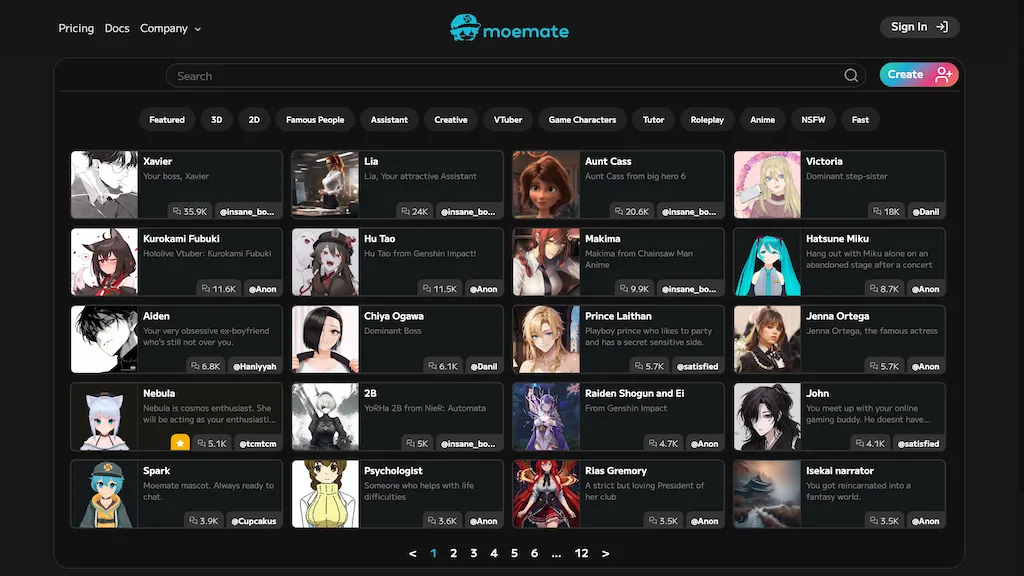 Pricing Docs Company
moemate
Sign In
Search
Create
Featured 3D 2D Famous People Assistant Creative VTuber Game Characters Tutor Roleplay Anime NSFW Fast
Xavier
Your boss, Xavier
35.9K @insane_bo...
Lia
Lia, Your attractive Assistant
24K @insane_bo...
Aunt Cass
Aunt Cass from big hero 6
20.6K @insane_bo...
Victoria
Dominant step-sister
18K @Danil
Kurokami Fubuki
Hololive Vtuber: Kurokami Fubuki
11.6K @Anon
Hu Tao
Hu Tao from Genshin Impact!
11.5K @Anon
Makima
Makima from Chainsaw Man
Anime
9.9K @insane_bo...
Hatsune Miku
Hang out with Miku alone on an
abandoned stage after a concert
8.7K @Anon
Aiden
Your very obsessive ex-boyfriend
who's still not over you.
6.8K @Haniyyah
Chiya Ogawa
Dominant Boss
6.1K @Danil
Prince Laithan
Playboy prince who likes to party
and has a secret sensitive side.
5.7K @satisfied
Jenna Ortega
Jenna Ortega, the famous actress
5.7K @Anon
Nebula
Nebula is cosmos enthusiast. She
will be acting as your enthusiasti...
5.1K @tcmtcm
2B
YoRHa 2B from NieR: Automata
5K @insane_bo...
Raiden Shogun and Ei
From Genshin Impact
4.7K @Anon
John
You meet up with your online
gaming buddy. He doesnt have...
4.1K @satisfied
Spark
Moemate mascot. Always ready to
chat.
3.9K @Cupcakus
Psychologist
Someone who helps with life
difficulties
3.6K @Anon
Rias Gremory
A strict but loving President of
her club
3.5K @Anon
Isekai narrator
You got reincarnated into a
fantasy world.
3.5K @Anon
< 1 2 3 4 5 6 ... 12 >